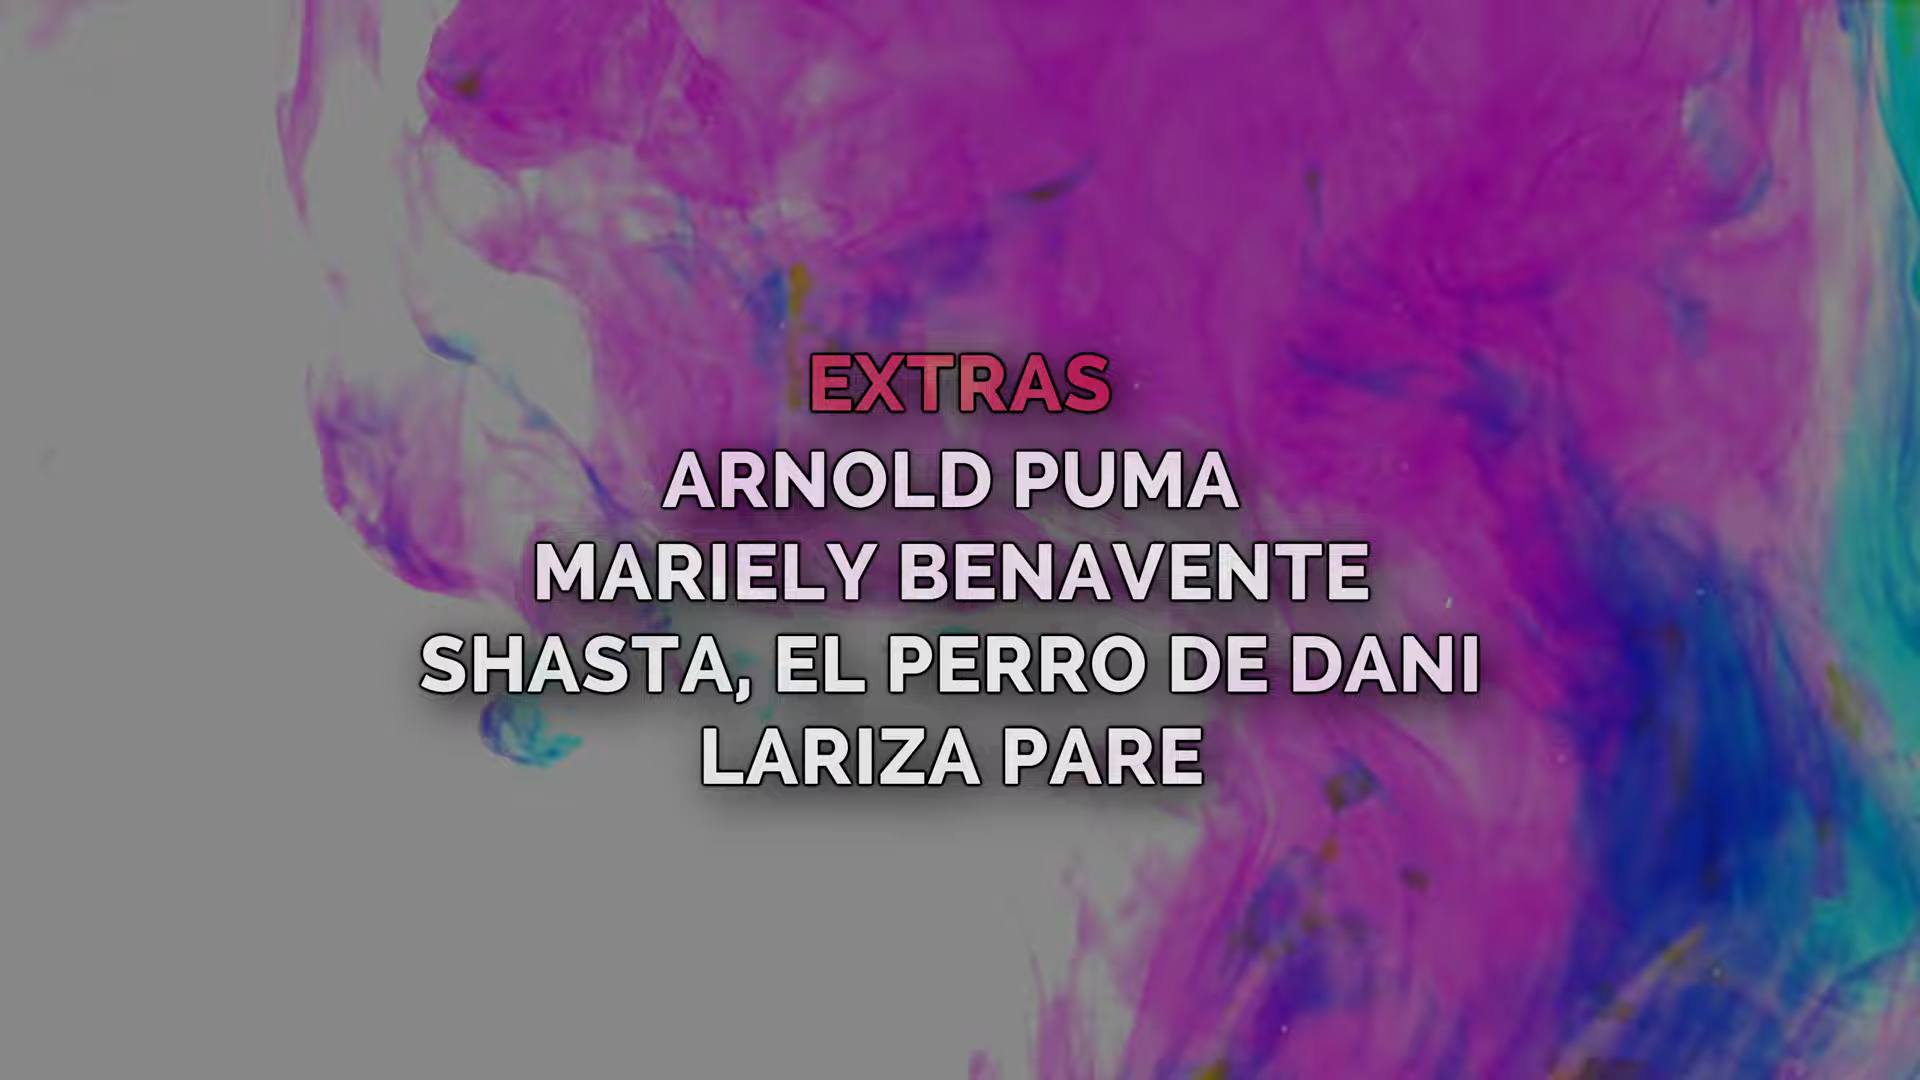 EXTRAS
ARNOLD PUMA
MARIELY BENAVENTE
SHASTA, EL PERRO DE DANI
LARIZA PARE